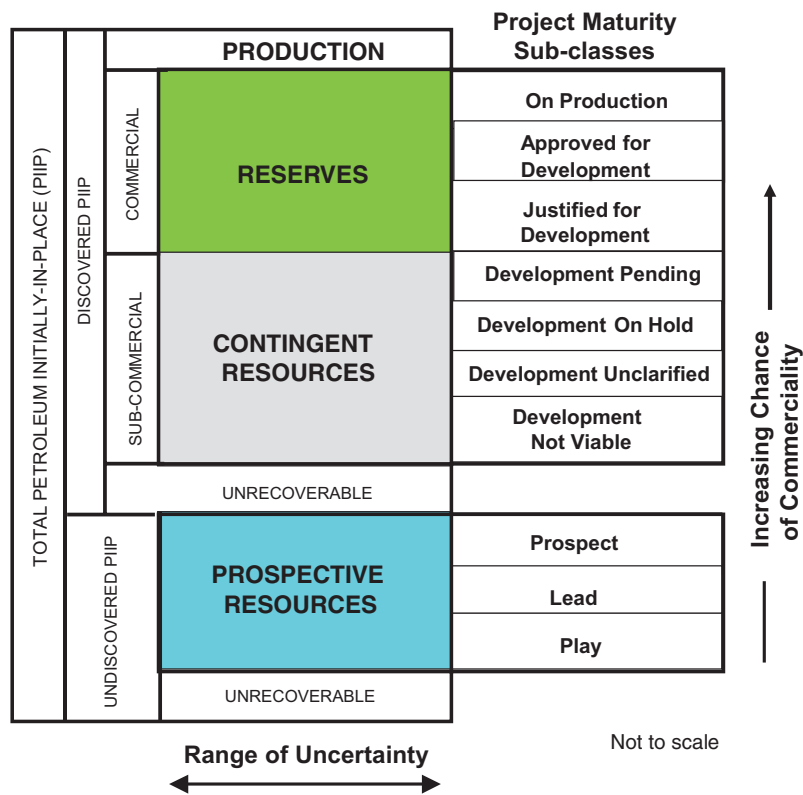 Project Maturity
Sub-classes
PRODUCTION
TOTAL PETROLEUM INITIALLY-IN-PLACE (PIIP)
DISCOVERED PIIP
COMMERCIAL
RESERVES
On Production
Approved for
Development
Justified for
Development
SUB-COMMERCIAL
CONTINGENT
RESOURCES
Development Pending
Development On Hold
Development Unclarified
Development
Not Viable
UNRECOVERABLE
UNDISCOVERED PIIP
PROSPECTIVE
RESOURCES
Prospect
Lead
Play
UNRECOVERABLE
Increasing Chance
of Commerciality
Range of Uncertainty
Not to scale